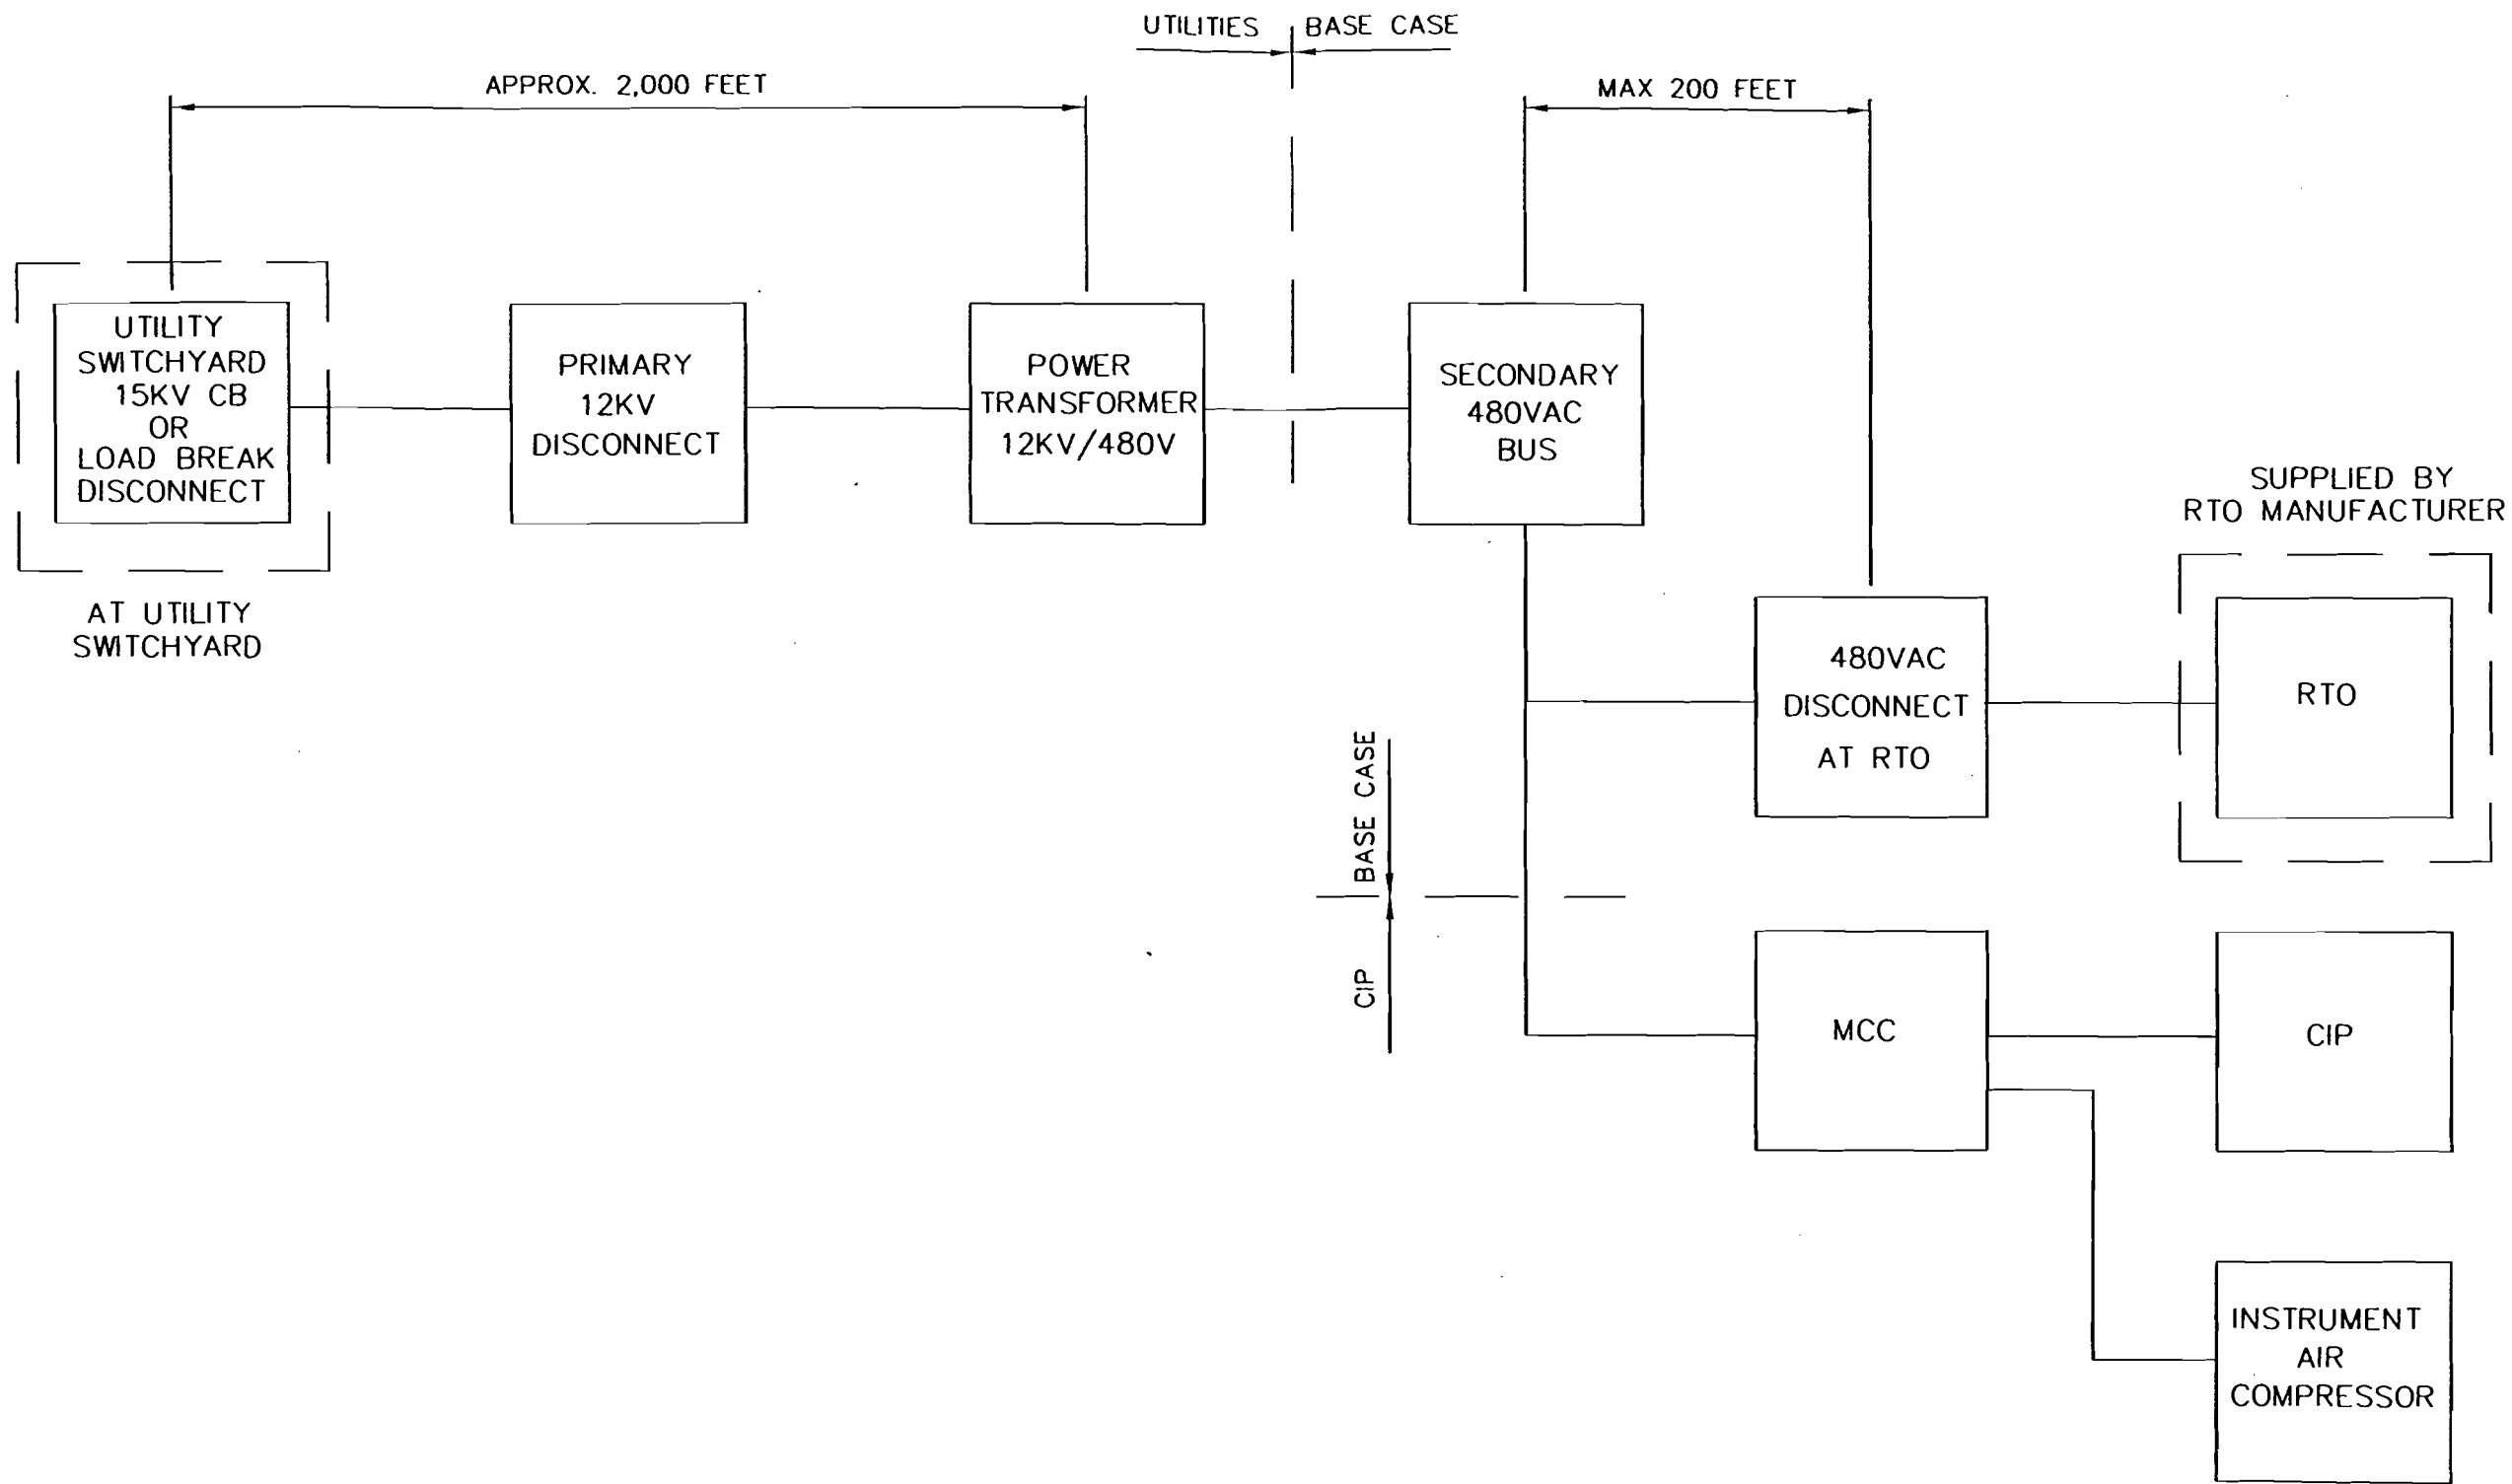 UTILITIES
BASE CASE
APPROX. 2,000 FEET
MAX 200 FEET
UTILITY
SWITCHYARD
15KV CB
OR
LOAD BREAK
DISCONNECT
AT UTILITY
SWITCHYARD
PRIMARY
12KV
DISCONNECT
POWER
TRANSFORMER
12KV/480V
SECONDARY
480VAC
BUS
SUPPLIED BY
RTO MANUFACTURER
480VAC
DISCONNECT
AT RTO
RTO
BASE CASE
CIP
MCC
CIP
INSTRUMENT
AIR
COMPRESSOR